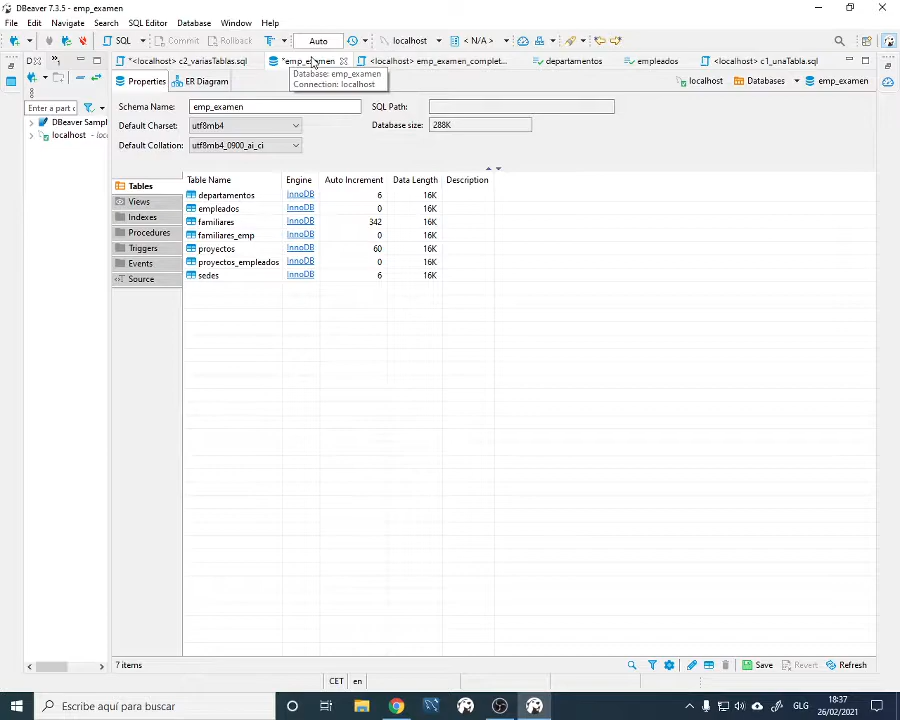 DBeaver 7.3.5 - emp_examen
File Edit Navigate Search SQL Editor Database Window Help
SQL Commit Rollback Auto localhost < N/A >
D *<localhost> c2_variasTablas.sql *emp_examen <localhost> emp_examen_complet... departamentos empleados <localhost> c1_unaTabla.sql
Properties ER Diagram localhost Databases emp_examen
Database: emp_examen
Connection: localhost
Enter a part c
DBeaver Sampl
localhost - loca
Schema Name: emp_examen SQL Path:
Default Charset: utf8mb4 Database size: 288K
Default Collation: utf8mb4_0900_ai_ci
Tables
Views
Indexes
Procedures
Triggers
Events
Source
Table Name Engine Auto Increment Data Length Description
departamentos InnoDB 6 16K
empleados InnoDB 0 16K
familiares InnoDB 342 16K
familiares_emp InnoDB 0 16K
proyectos InnoDB 60 16K
proyectos_empleados InnoDB 0 16K
sedes InnoDB 6 16K
7 items Save Revert Refresh
CET en
Escribe aquí para buscar
GLG
18:37
26/02/2021